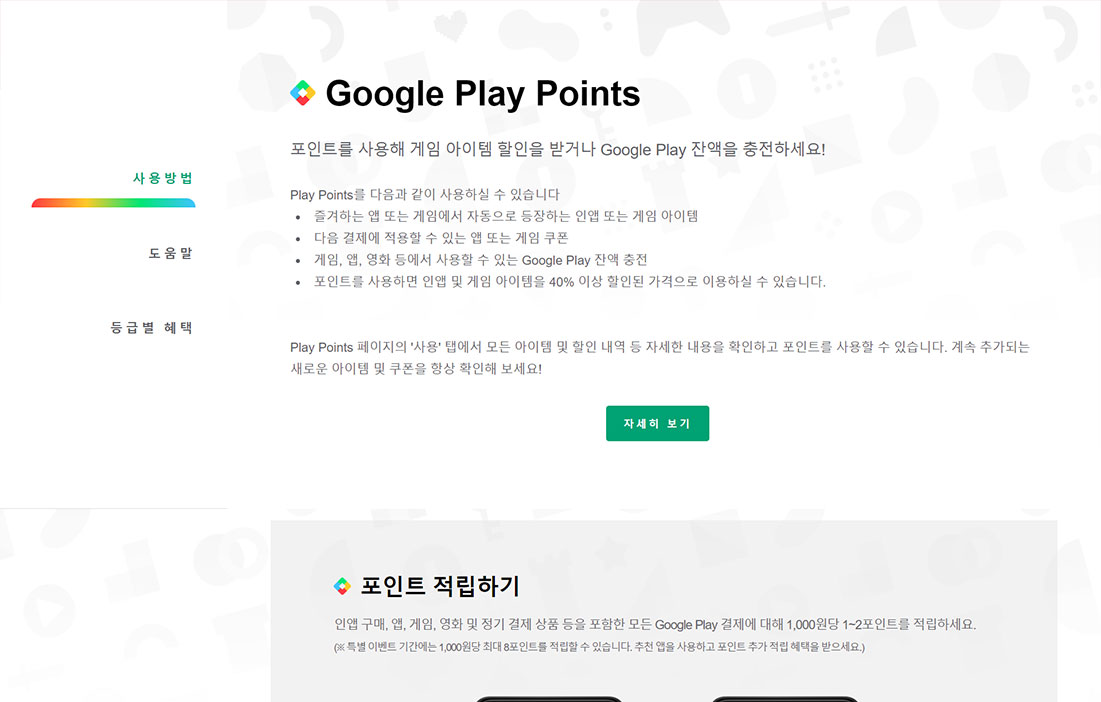 Google Play Points
포인트를 사용해 게임 아이템 할인을 받거나 Google Play 잔액을 충전하세요!
사용방법
Play Points를 다음과 같이 사용하실 수 있습니다
• 즐겨하는 앱 또는 게임에서 자동으로 등장하는 인앱 또는 게임 아이템
• 다음 결제에 적용할 수 있는 앱 또는 게임 쿠폰
도움말
• 게임, 앱, 영화 등에서 사용할 수 있는 Google Play 잔액 충전
• 포인트를 사용하면 인앱 및 게임 아이템을 40% 이상 할인된 가격으로 이용하실 수 있습니다.
등급별 혜택
Play Points 페이지의 '사용' 탭에서 모든 아이템 및 할인 내역 등 자세한 내용을 확인하고 포인트를 사용할 수 있습니다. 계속 추가되는
새로운 아이템 및 쿠폰을 항상 확인해 보세요!
자세히 보기
포인트 적립하기
인앱 구매, 앱, 게임, 영화 및 정기 결제 상품 등을 포함한 모든 Google Play 결제에 대해 1,000원당 1~2포인트를 적립하세요.
(※ 특별 이벤트 기간에는 1,000원당 최대 8포인트를 적립할 수 있습니다. 추천 앱을 사용하고 포인트 추가 적립 혜택을 받으세요.)